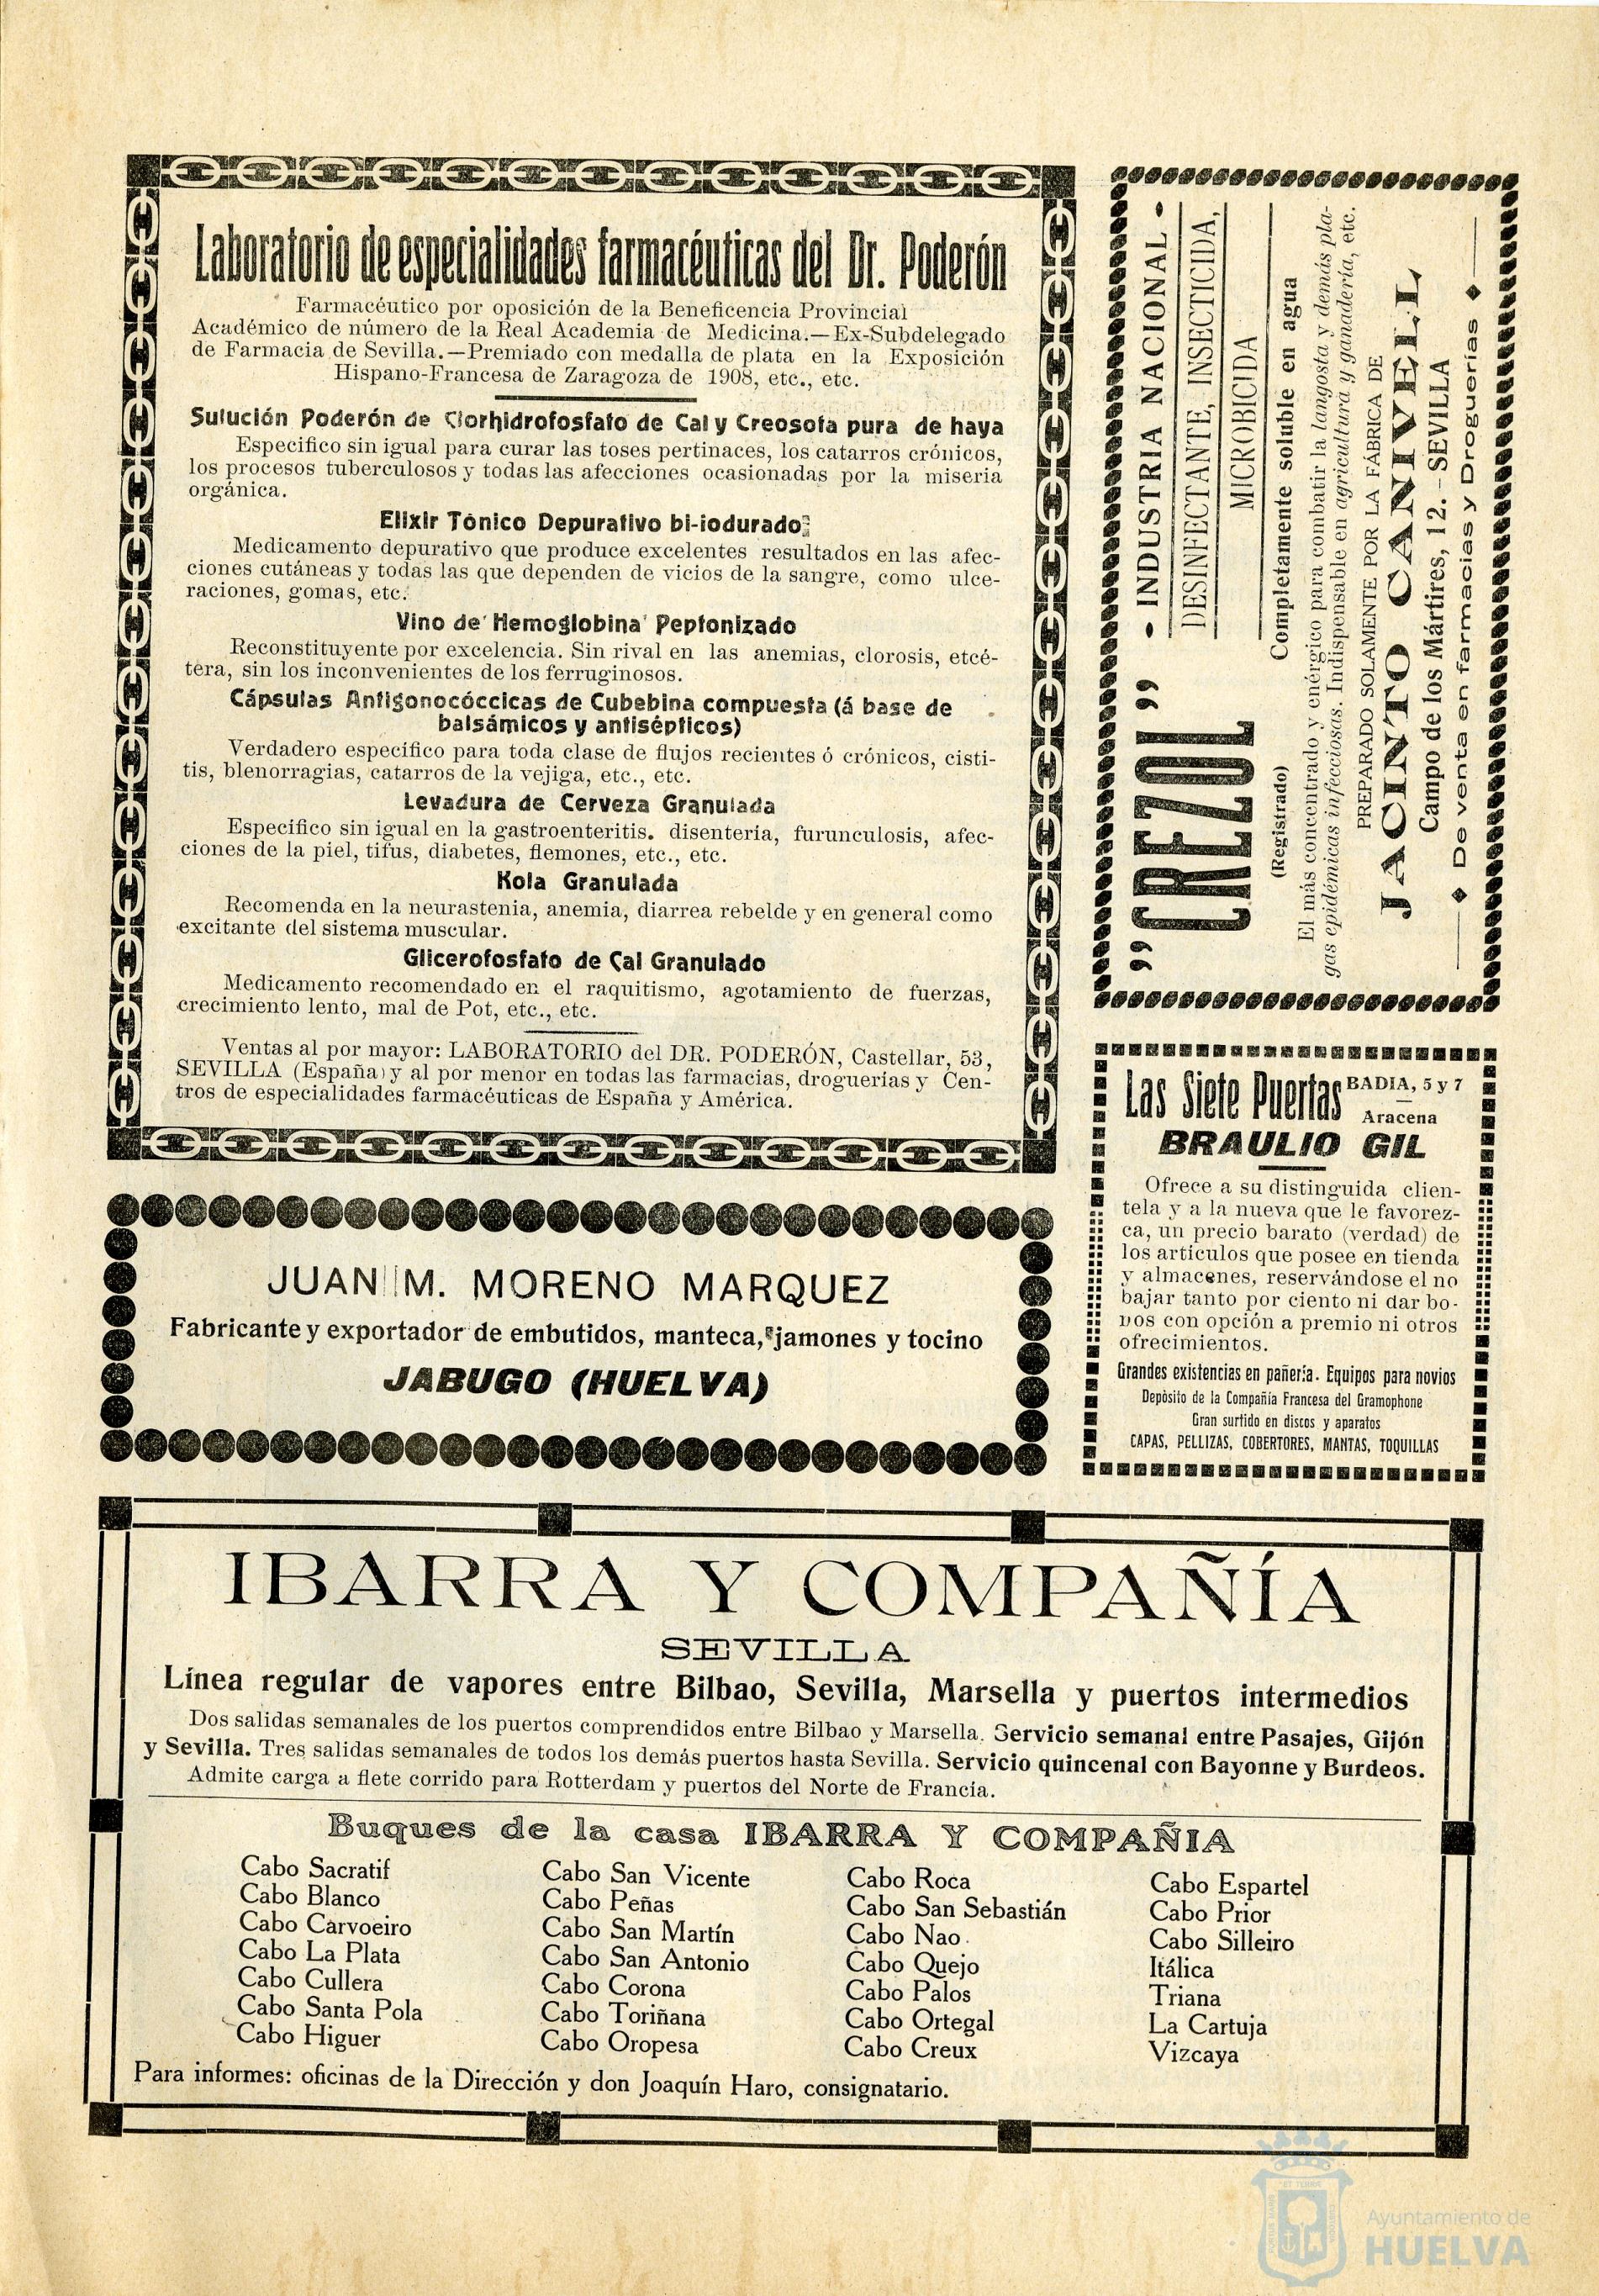 Laboratorio de especialidades farmacéuticas del Dr. Poderón
Farmacéutico por oposición de la Beneficencia Provincial
Académico de número de la Real Academia de Medicina.—Ex-Subdelegado
de Farmacia de Sevilla.—Premiado con medalla de plata en la Exposición
Hispano-Francesa de Zaragoza de 1908, etc., etc.
Sulución Poderón de Clorhidrofosfato de Cal y Creosota pura de haya
Especifico sin igual para curar las toses pertinaces, los catarros crónicos,
los procesos tuberculosos y todas las afecciones ocasionadas por la miseria
orgánica.
Elixir Tónico Depurativo bi-iodurado
Medicamento depurativo que produce excelentes resultados en las afec-
ciones cutáneas y todas las que dependen de vicios de la sangre, como ulce-
raciones, gomas, etc.
Vino de Hemoglobina Peptonizado
Reconstituyente por excelencia. Sin rival en las anemias, clorosis, etcé-
tera, sin los inconvenientes de los ferruginosos.
Cápsulas Antigonocóccicas de Cubebina compuesta (á base de
balsámicos y antisépticos)
Verdadero específico para toda clase de flujos recientes ó crónicos, cisti-
tis, blenorragias, catarros de la vejiga, etc., etc.
Levadura de Cerveza Granulada
Específico sin igual en la gastroenteritis. disentería, furunculosis, afec-
ciones de la piel, tifus, diabetes, flemones, etc., etc.
Kola Granulada
Recomenda en la neurastenia, anemia, diarrea rebelde y en general como
excitante del sistema muscular.
Glicerofosfato de Cal Granulado
Medicamento recomendado en el raquitismo, agotamiento de fuerzas,
crecimiento lento, mal de Pot, etc., etc.
Ventas al por mayor: LABORATORIO del DR. PODERÓN, Castellar, 53,
SEVILLA (España) y al por menor en todas las farmacias, droguerías y Cen-
tros de especialidades farmacéuticas de España y América.
"CREZOL"
(Registrado)
- INDUSTRIA NACIONAL -
DESINFECTANTE, INSECTICIDA,
MICROBICIDA
Completamente soluble en agua
El más concentrado y enérgico para combatir la langosta y demás pla-
gas epidémicas infecciosas. Indispensable en agricultura y ganadería, etc.
PREPARADO SOLAMENTE POR LA FÁBRICA DE
JACINTO CANIVELL
Campo de los Mártires, 12.-SEVILLA
De venta en farmacias y Droguerías
Las Siete Puertas BADIA, 5 y 7
Aracena
BRAULIO GIL
Ofrece a su distinguida clien-
tela y a la nueva que le favorez-
ca, un precio barato (verdad) de
los artículos que posee en tienda
y almacenes, reservándose el no
bajar tanto por ciento ni dar bo-
nos con opción a premio ni otros
ofrecimientos.
Grandes existencias en pañería. Equipos para novios
Depósito de la Compañía Francesa del Gramophone
Gran surtido en discos y aparatos
CAPAS, PELLIZAS, COBERTORES, MANTAS, TOQUILLAS
JUAN M. MORENO MARQUEZ
Fabricante y exportador de embutidos, manteca, jamones y tocino
JABUGO (HUELVA)
IBARRA Y COMPAÑÍA
SEVILLA
Línea regular de vapores entre Bilbao, Sevilla, Marsella y puertos intermedios
Dos salidas semanales de los puertos comprendidos entre Bilbao y Marsella. Servicio semanal entre Pasajes, Gijón
y Sevilla. Tres salidas semanales de todos los demás puertos hasta Sevilla. Servicio quincenal con Bayonne y Burdeos.
Admite carga a flete corrido para Rotterdam y puertos del Norte de Francia.
Buques de la casa IBARRA Y COMPAÑIA
Cabo Sacratif
Cabo Blanco
Cabo Carvoeiro
Cabo La Plata
Cabo Cullera
Cabo Santa Pola
Cabo Higuer
Cabo San Vicente
Cabo Peñas
Cabo San Martín
Cabo San Antonio
Cabo Corona
Cabo Toriñana
Cabo Oropesa
Cabo Roca
Cabo San Sebastián
Cabo Nao
Cabo Quejo
Cabo Palos
Cabo Ortegal
Cabo Creux
Cabo Espartel
Cabo Prior
Cabo Silleiro
Itálica
Triana
La Cartuja
Vizcaya
Para informes: oficinas de la Dirección y don Joaquín Haro, consignatario.
Ayuntamiento de
HUELVA